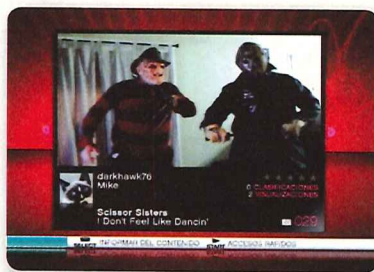 darkhawk76
Mike
0 CLASIFICACIONES
2 VISUALIZACIONES
Scissor Sisters
I Don't Feel Like Dancin'
029
SELECT INFORMAR DEL CONTENIDO START ACCESOS RÁPIDOS